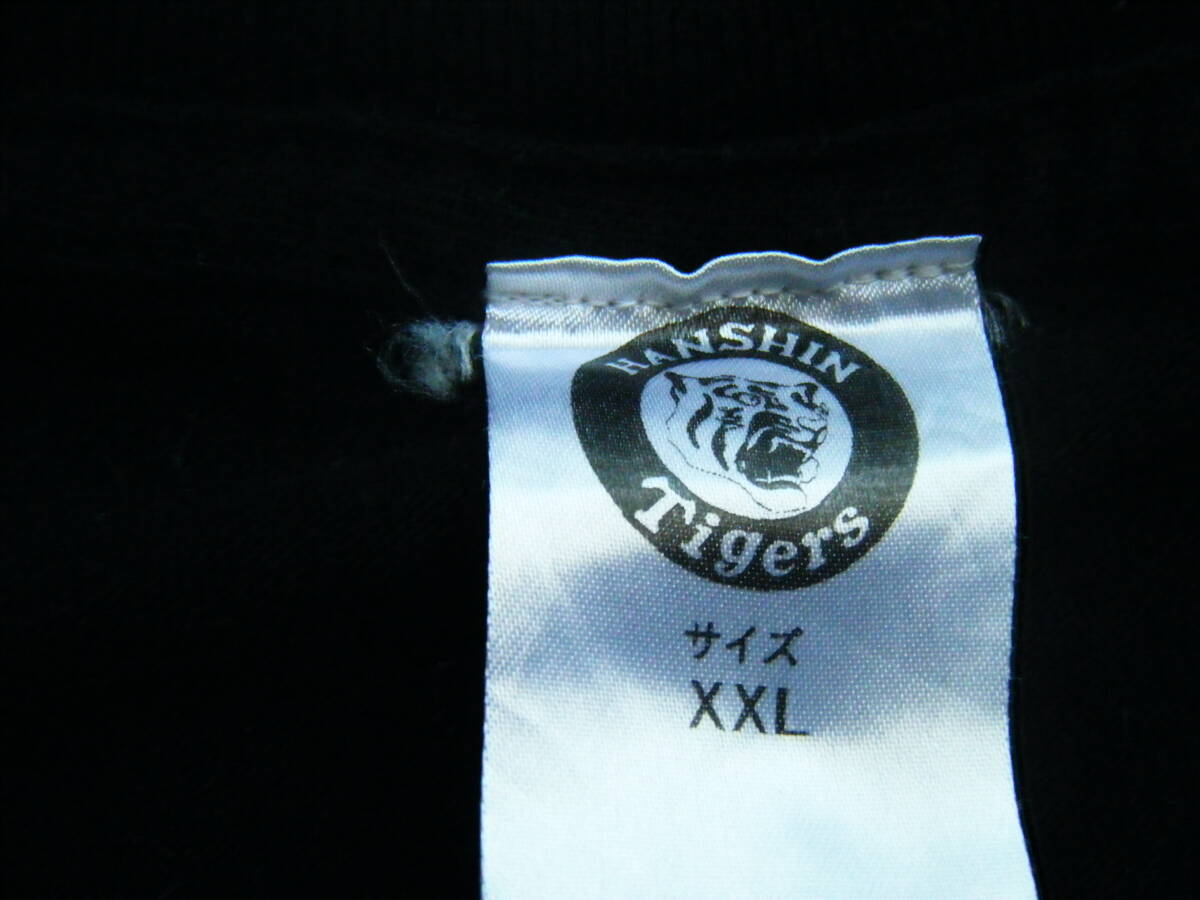 HANSHIN
Tigers
サイズ
XXL